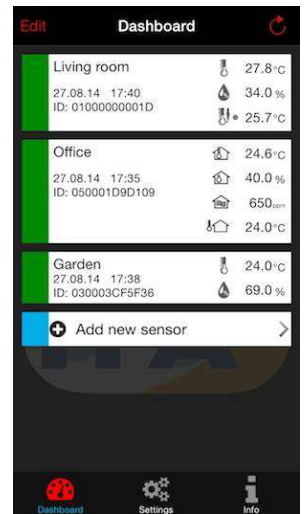 Edit Dashboard
Living room 27.8°C
27.08.14 17:40 34.0 %
ID: 01000000001D
25.7°C
Office 24.6°C
27.08.14 17:35 40.0 %
ID: 050001D9D109
650ppm
24.0°C
Garden 24.0°C
27.08.14 17:38
ID: 030003CF5F36 69.0 %
Add new sensor
Dashboard Settings Info